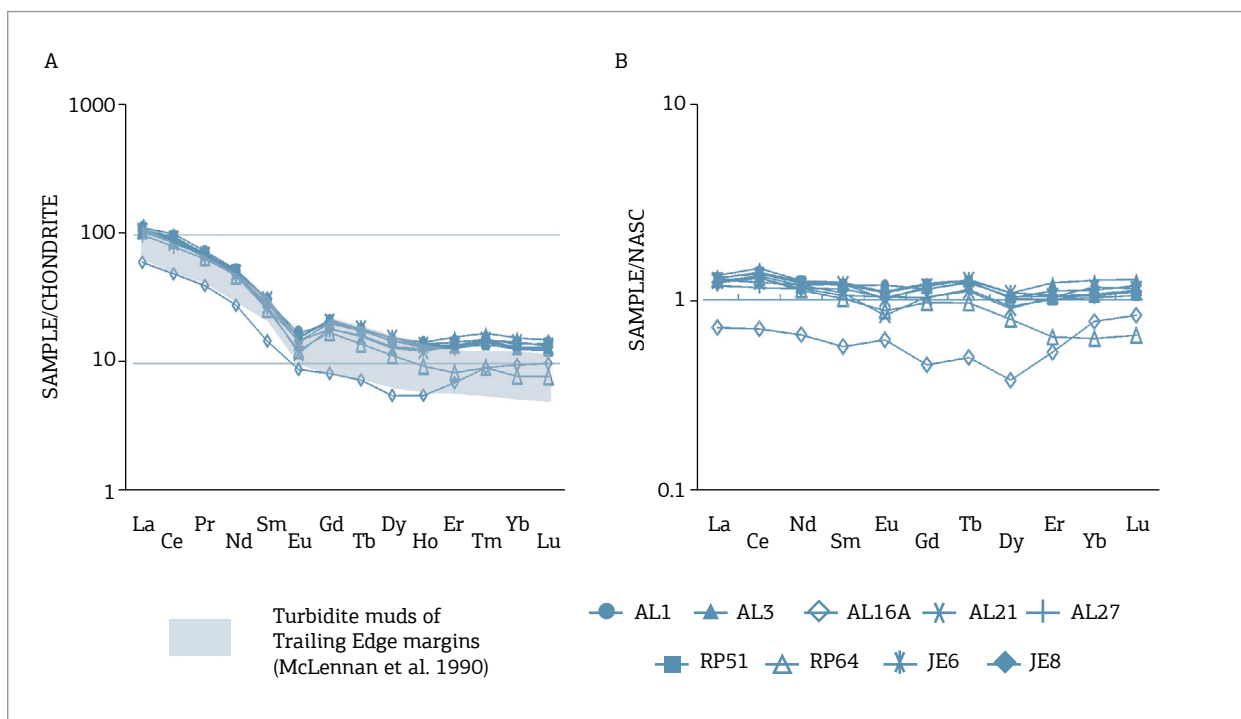 A
1000
100
10
1
SAMPLE/CHONDRITE
La Ce Pr Nd Sm Eu Gd Tb Dy Ho Er Tm Yb Lu
Turbidite muds of
Trailing Edge margins
(McLennan et al. 1990)
B
10
1
0.1
SAMPLE/NASC
La Ce Nd Sm Eu Gd Tb Dy Er Yb Lu
AL1 AL3 AL16A AL21 AL27
RP51 RP64 JE6 JE8